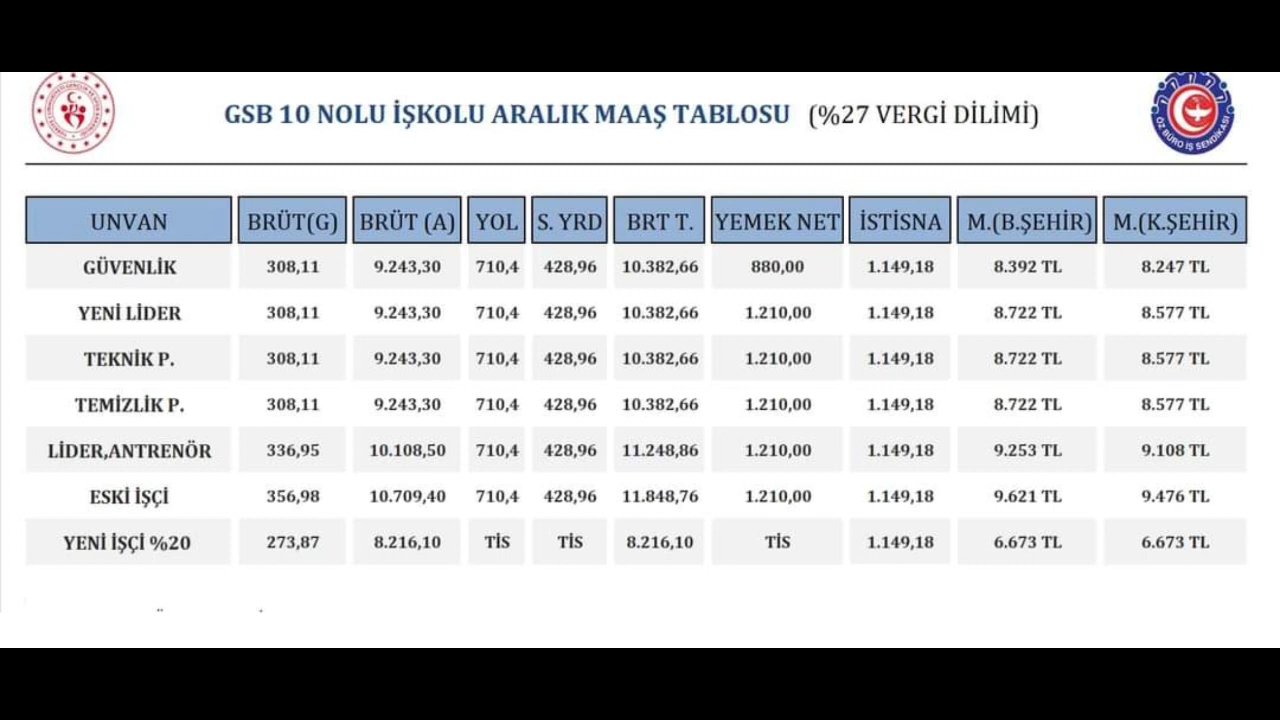 GSB 10 NOLU İŞKOLU ARALIK MAAŞ TABLOSU (%27 VERGİ DİLİMİ)
ÖZ BÜRO İŞ SENDİKASI
UNVAN BRÜT(G) BRÜT (A) YOL S. YRD BRT T. YEMEK NET İSTİSNA M.(B.ŞEHİR) M.(K.ŞEHİR)
GÜVENLİK 308,11 9.243,30 710,4 428,96 10.382,66 880,00 1.149,18 8.392 TL 8.247 TL
YENİ LİDER 308,11 9.243,30 710,4 428,96 10.382,66 1.210,00 1.149,18 8.722 TL 8.577 TL
TEKNİK P. 308,11 9.243,30 710,4 428,96 10.382,66 1.210,00 1.149,18 8.722 TL 8.577 TL
TEMİZLİK P. 308,11 9.243,30 710,4 428,96 10.382,66 1.210,00 1.149,18 8.722 TL 8.577 TL
LİDER,ANTRENÖR 336,95 10.108,50 710,4 428,96 11.248,86 1.210,00 1.149,18 9.253 TL 9.108 TL
ESKİ İŞÇİ 356,98 10.709,40 710,4 428,96 11.848,76 1.210,00 1.149,18 9.621 TL 9.476 TL
YENİ İŞÇİ %20 273,87 8.216,10 TİS TİS 8.216,10 TİS 1.149,18 6.673 TL 6.673 TL